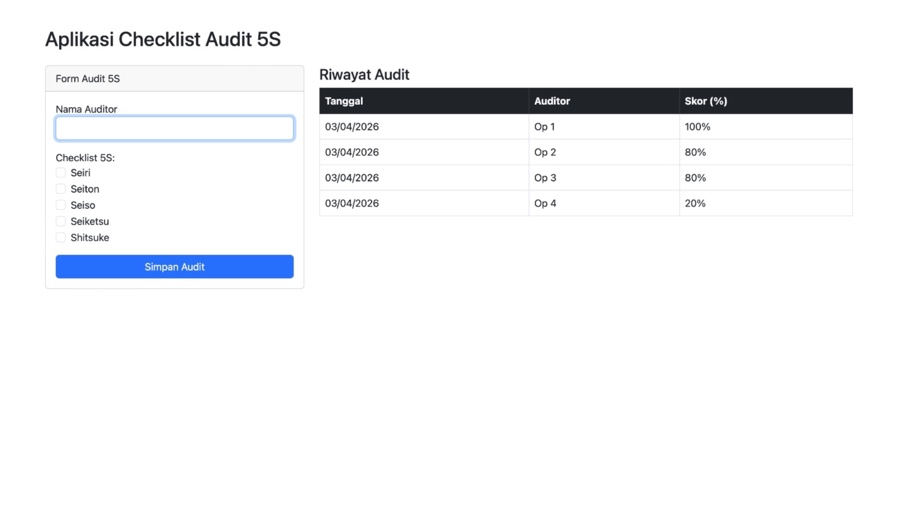 Aplikasi Checklist Audit 5S
Form Audit 5S
Nama Auditor
Checklist 5S:
Seiri
Seiton
Seiso
Seiketsu
Shitsuke
Simpan Audit
Riwayat Audit
Tanggal Auditor Skor (%)
03/04/2026 Op 1 100%
03/04/2026 Op 2 80%
03/04/2026 Op 3 80%
03/04/2026 Op 4 20%